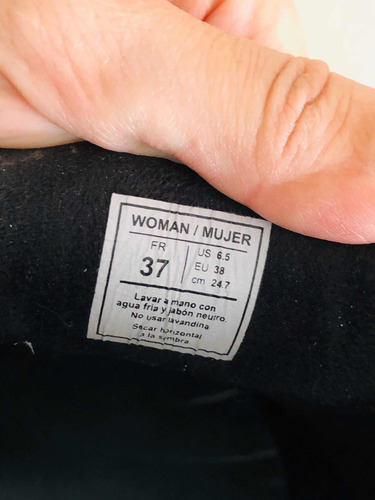 WOMAN / MUJER
FR
37
US 6.5
EU 38
cm 24.7
Lavar a mano con
agua fria y jabón neutro.
No usar lavandina
Secar horizontal
a la sombra